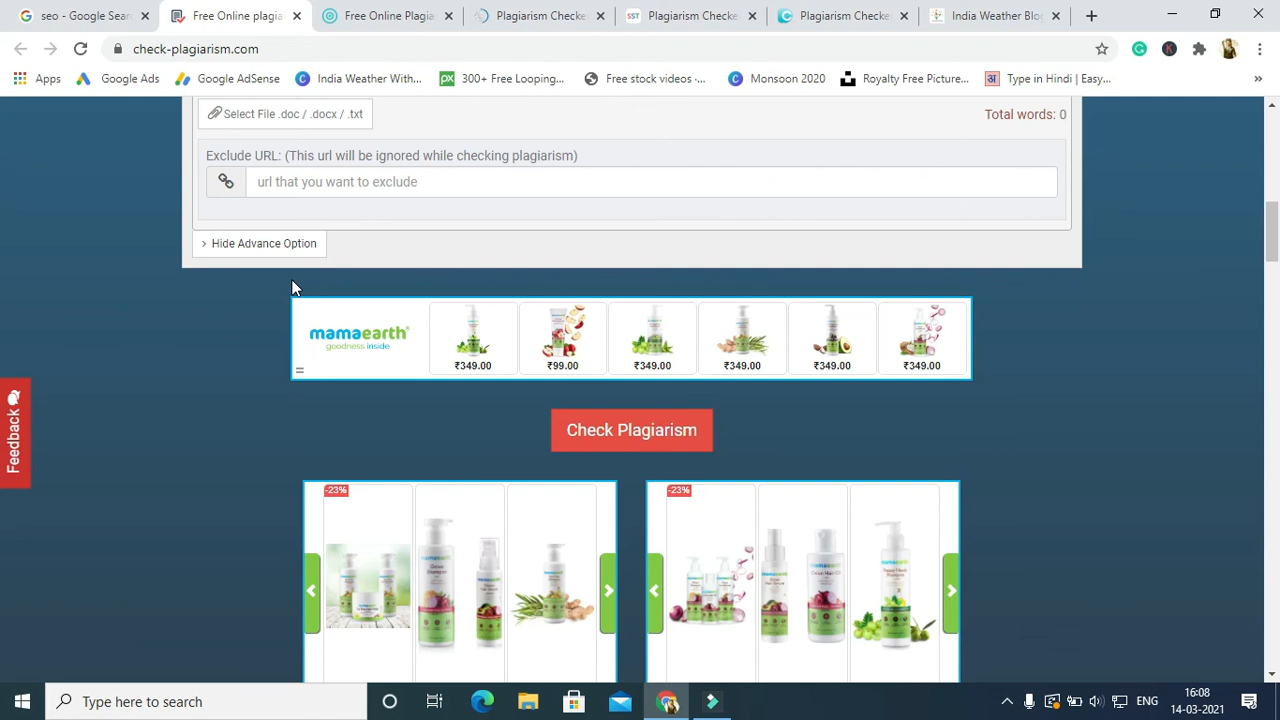 seo - Google Sear
Free Online plagia
Free Online Plagia
Plagiarism Checke
SST
Plagiarism Checke
Plagiarism Check
India Weather Blo
check-plagiarism.com
Apps
Google Ads
Google AdSense
India Weather With...
px
300+ Free Looping...
Free stock videos -...
Monsoon 2020
Royalty Free Picture...
अ
Type in Hindi | Easy...
»
Select File .doc / .docx / .txt
Total words: 0
Exclude URL: (This url will be ignored while checking plagiarism)
url that you want to exclude
> Hide Advance Option
mamaearth®
goodness inside
₹349.00
₹99.00
₹349.00
₹349.00
₹349.00
₹349.00
Feedback
Check Plagiarism
-23%
-23%
Type here to search
ENG
16:08
14-03-2021